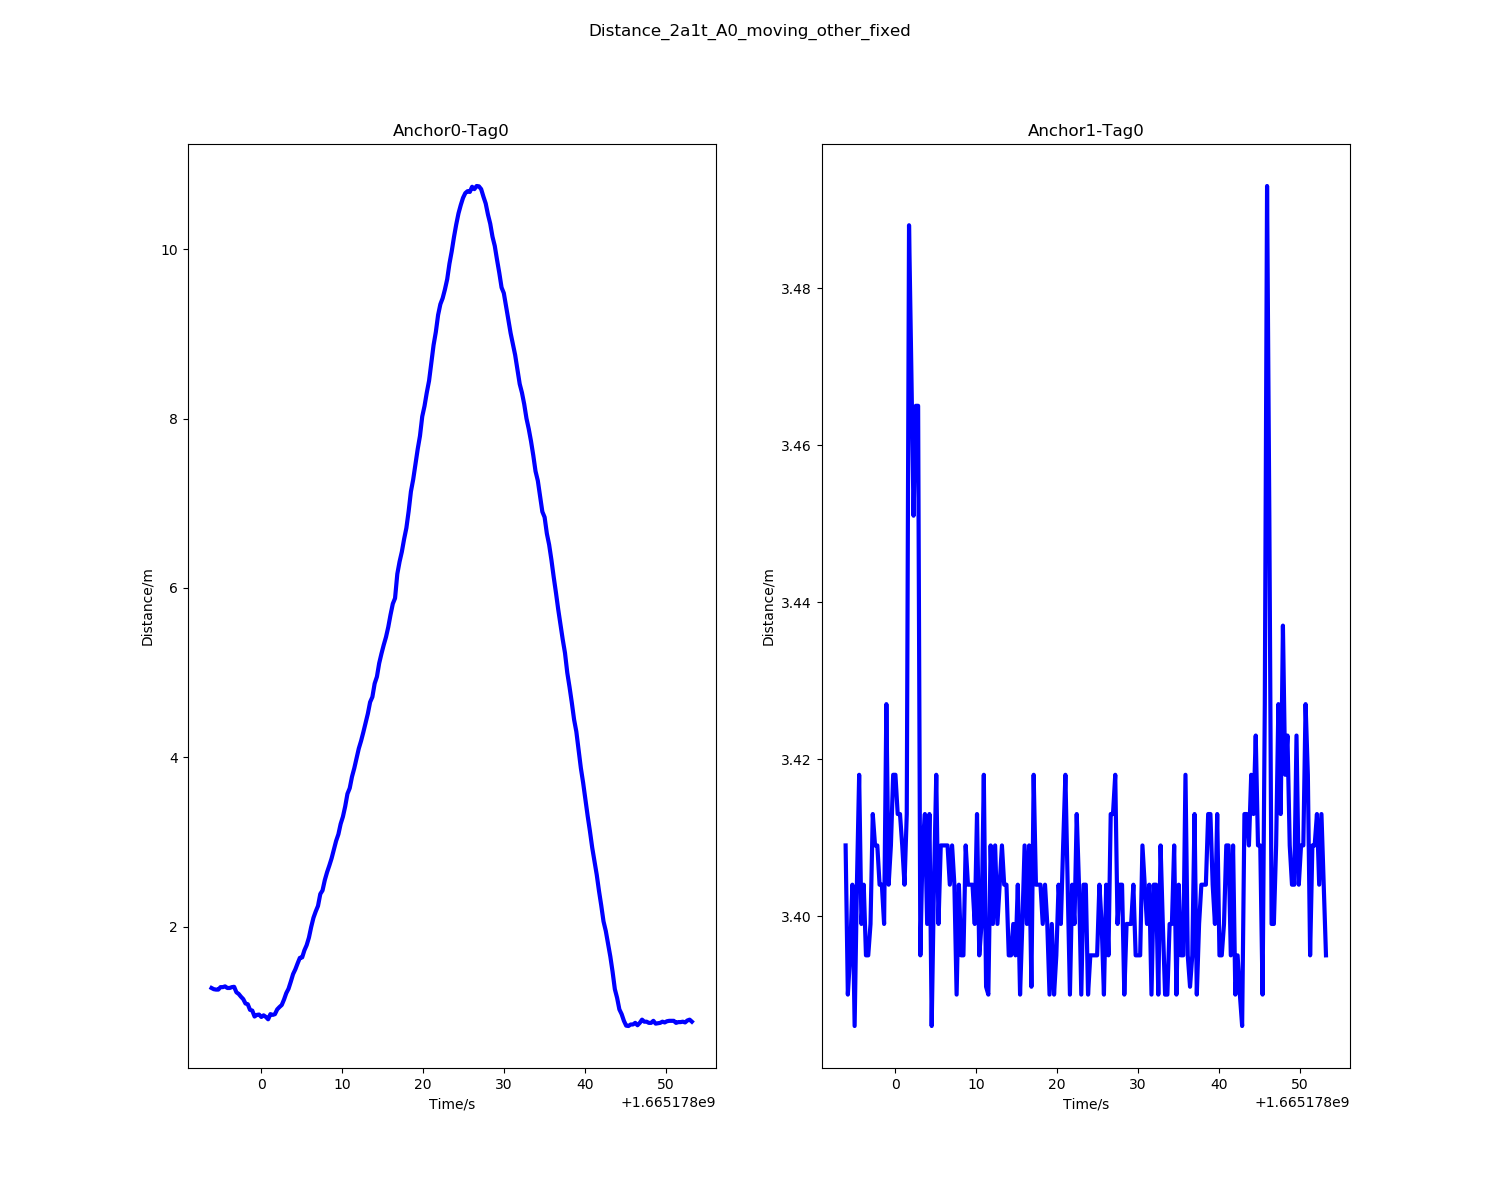 Distance_2a1t_A0_moving_other_fixed
Anchor0-Tag0
Distance/m
10
8
6
4
2
0 10 20 30 40 50
Time/s
+1.665178e9
Anchor1-Tag0
Distance/m
3.48
3.46
3.44
3.42
3.40
0 10 20 30 40 50
Time/s
+1.665178e9